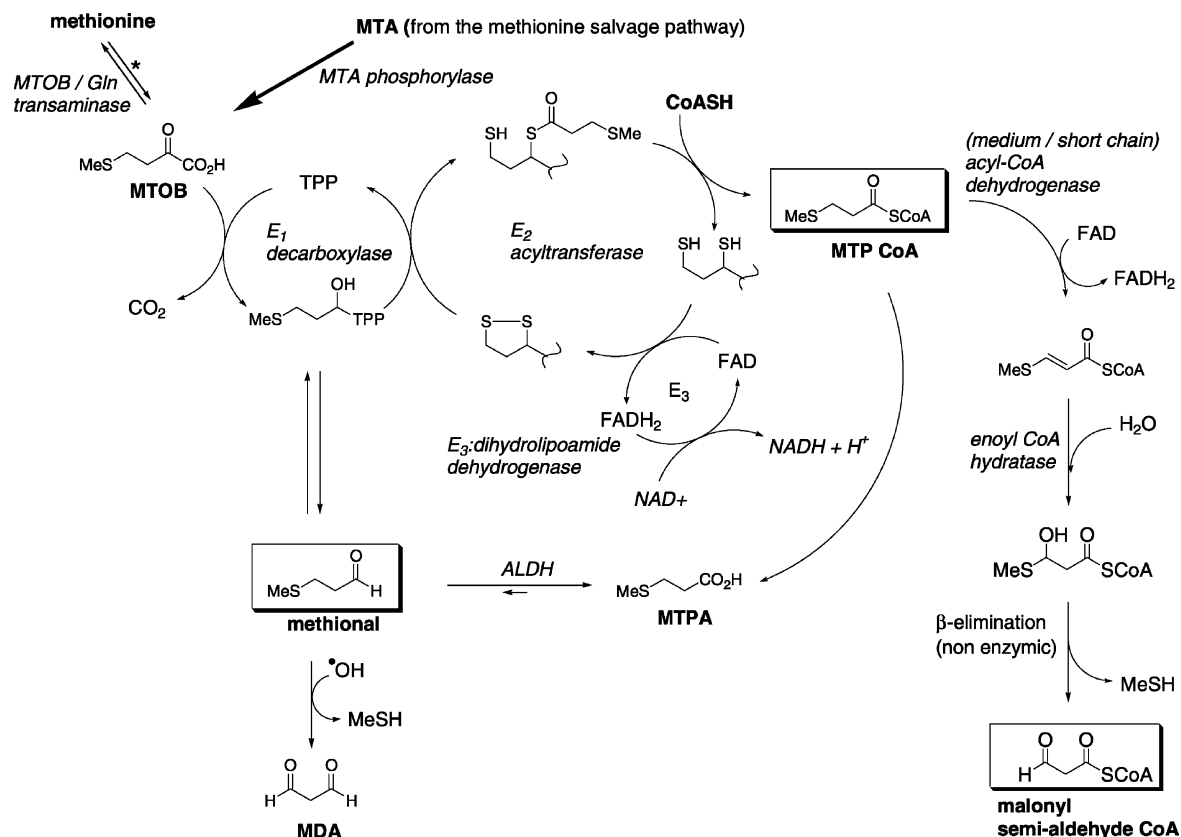 methionine
MTA (from the methionine salvage pathway)
*
MTOB / Gln
transaminase
MTA phosphorylase
O
MeS
CO2H
MTOB
TPP
E1
decarboxylase
CO2
OH
MeS
TPP
SH
S
O
SMe
E2
acyltransferase
CoASH
SH SH
S S
O
MeS
SCoA
MTP CoA
(medium / short chain)
acyl-CoA
dehydrogenase
FAD
FADH2
FAD
E3
FADH2
E3:dihydrolipoamide
dehydrogenase
NADH + H+
NAD+
O
MeS
SCoA
enoyl CoA
hydratase
H2O
OH O
MeS
SCoA
β-elimination
(non enzymic)
MeSH
O O
H
SCoA
malonyl
semi-aldehyde CoA
O
MeS
H
methional
ALDH
MeS
CO2H
MTPA
•OH
MeSH
O O
H H
MDA